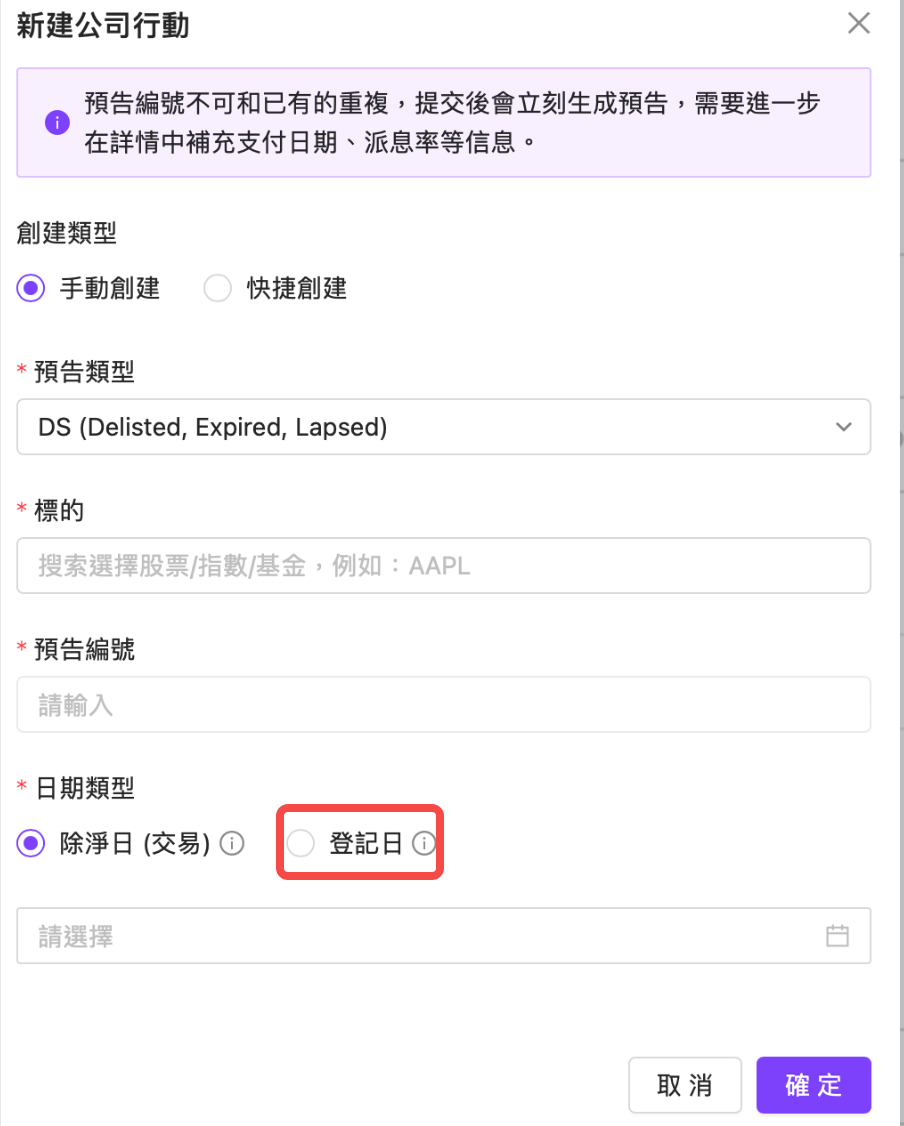 新建公司行動
預告編號不可和已有的重複，提交後會立刻生成預告，需要進一步
在詳情中補充支付日期、派息率等信息。
創建類型
手動創建 快捷創建
* 預告類型
DS (Delisted, Expired, Lapsed)
* 標的
搜索選擇股票/指數/基金，例如：AAPL
* 預告編號
請輸入
* 日期類型
除淨日 (交易) 登記日
請選擇
取 消 確 定